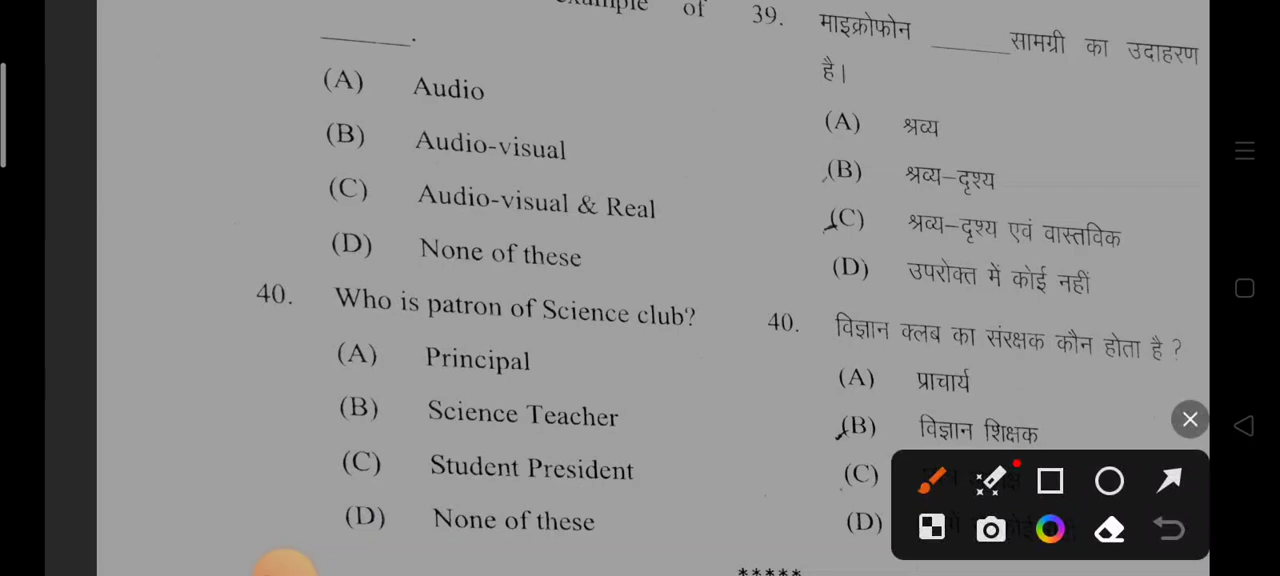 example of
______.
(A) Audio
(B) Audio-visual
(C) Audio-visual & Real
(D) None of these
40. Who is patron of Science club?
(A) Principal
(B) Science Teacher
(C) Student President
(D) None of these
39. माइक्रोफोन ______सामग्री का उदाहरण
है।
(A) श्रव्य
(B) श्रव्य-दृश्य
(C) श्रव्य-दृश्य एवं वास्तविक
(D) उपरोक्त में कोई नहीं
40. विज्ञान क्लब का संरक्षक कौन होता है ?
(A) प्राचार्य
(B) विज्ञान शिक्षक
(C)
(D)
*****